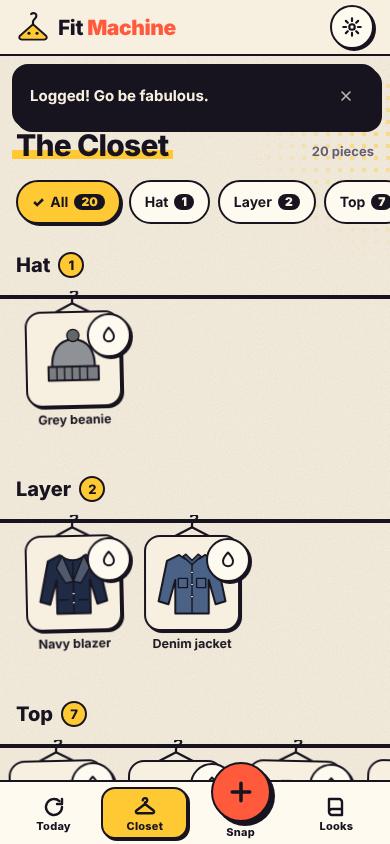 Fit Machine
Logged! Go be fabulous.
The Closet
20 pieces
All 20
Hat 1
Layer 2
Top 7
Hat 1
Grey beanie
Layer 2
Navy blazer
Denim jacket
Top 7
Today
Closet
Snap
Looks